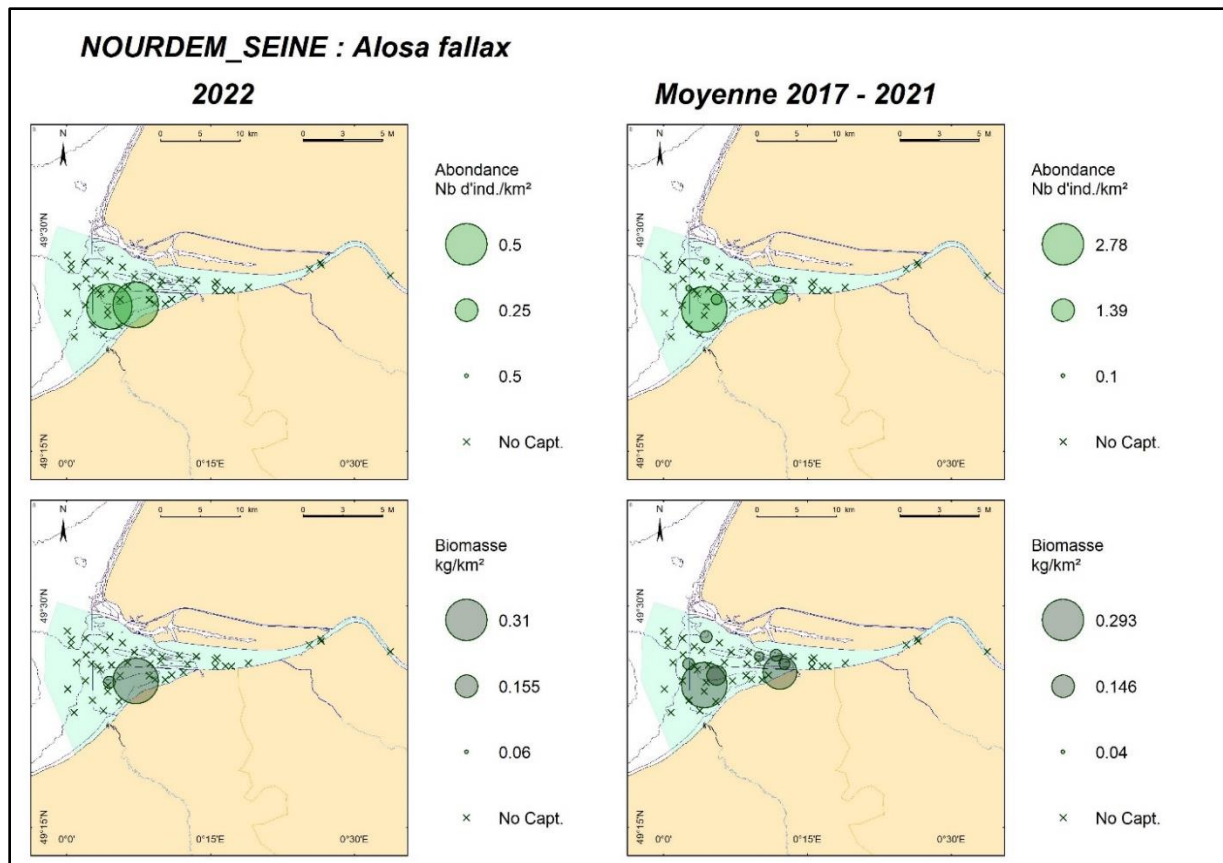 NOURDEM_SEINE : Alosa fallax
2022
Moyenne 2017 - 2021
N
0 5 10 km
0 3 5 M
49°30'N
49°15'N
0°0'
0°15'E
0°30'E
Abondance
Nb d'ind./km²
0.5
0.25
0.5
No Capt.
N
0 5 10 km
0 3 5 M
49°30'N
49°15'N
0°0'
0°15'E
0°30'E
Abondance
Nb d'ind./km²
2.78
1.39
0.1
No Capt.
N
0 5 10 km
0 3 5 M
49°30'N
49°15'N
0°0'
0°15'E
0°30'E
Biomasse
kg/km²
0.31
0.155
0.06
No Capt.
N
0 5 10 km
0 3 5 M
49°30'N
49°15'N
0°0'
0°15'E
0°30'E
Biomasse
kg/km²
0.293
0.146
0.04
No Capt.